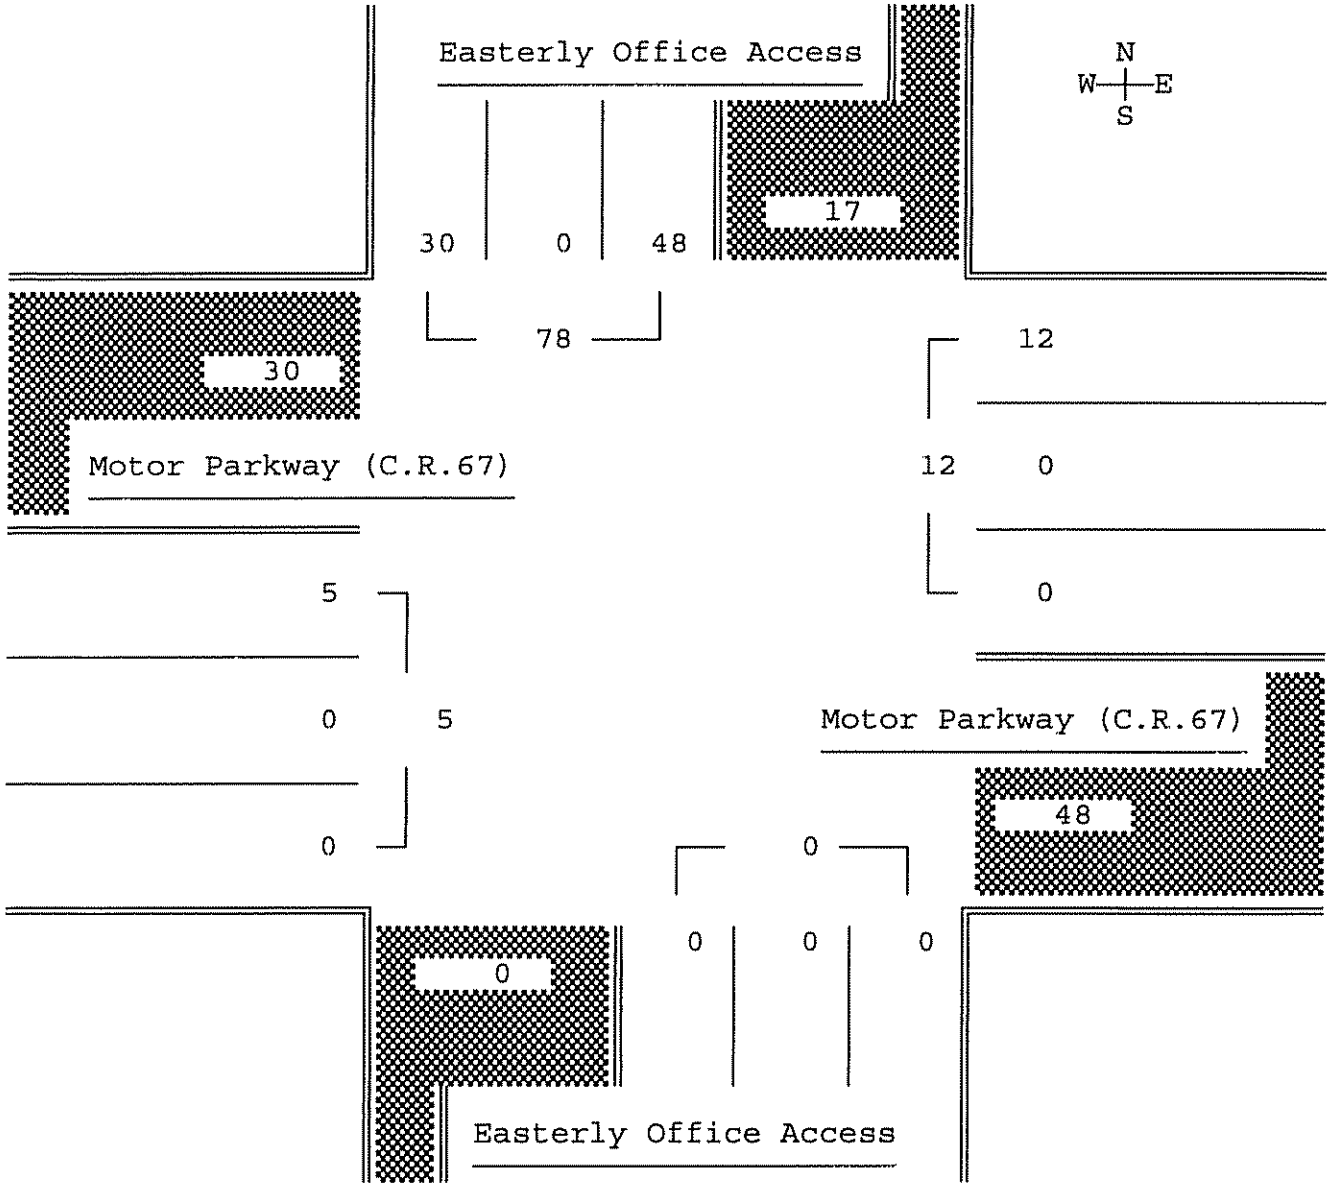 Easterly Office Access
N
W E
S
17
30 0 48
78
12
30
Motor Parkway (C.R.67)
12 0
5
0
0 5
Motor Parkway (C.R.67)
48
0
0
0 0 0
0
Easterly Office Access